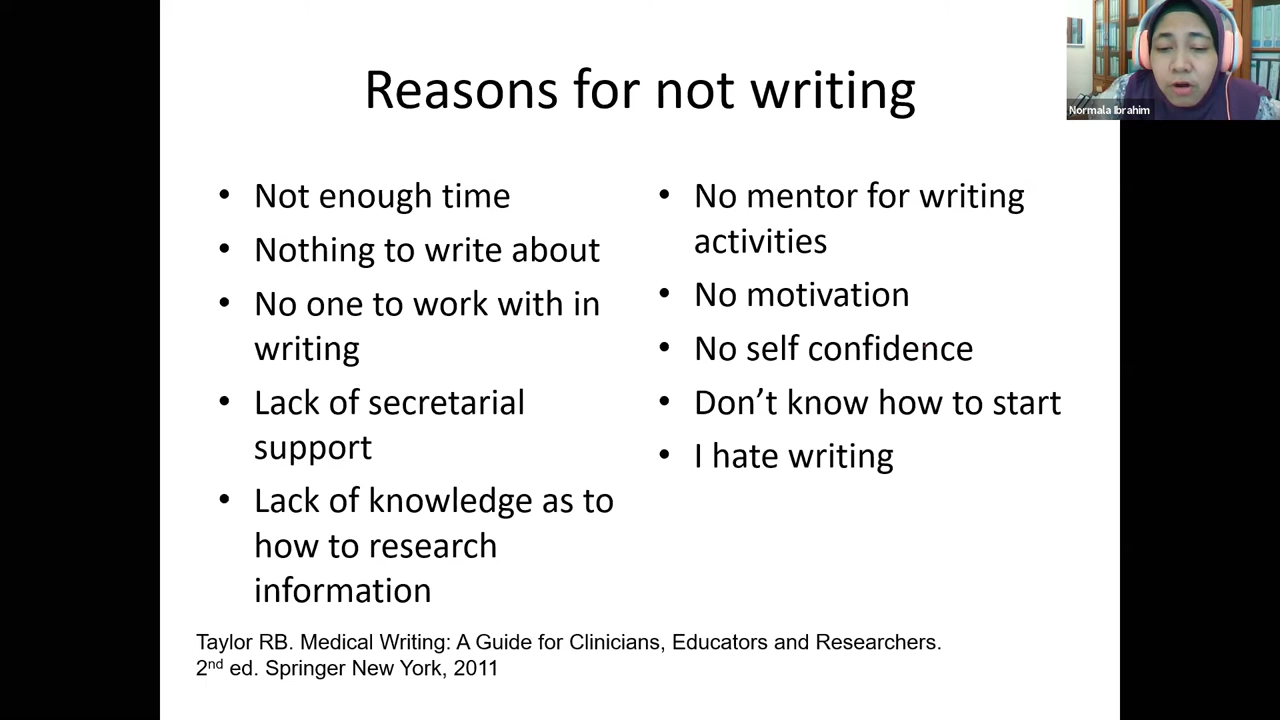 Reasons for not writing
• Not enough time
• Nothing to write about
• No one to work with in
writing
• Lack of secretarial
support
• Lack of knowledge as to
how to research
information
• No mentor for writing
activities
• No motivation
• No self confidence
• Don’t know how to start
• I hate writing
Taylor RB. Medical Writing: A Guide for Clinicians, Educators and Researchers.
2nd ed. Springer New York, 2011
Normala Ibrahim